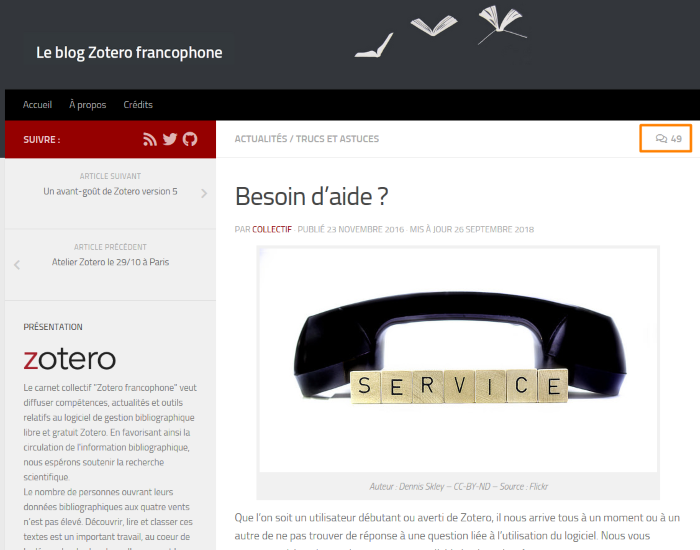 Le blog Zotero francophone
Accueil À propos Crédits
SUIVRE :
ARTICLE SUIVANT
Un avant-goût de Zotero version 5
ARTICLE PRÉCÉDENT
Atelier Zotero le 29/10 à Paris
PRÉSENTATION
zotero
Le carnet collectif "Zotero francophone" veut
diffuser compétences, actualités et outils
relatifs au logiciel de gestion bibliographique
libre et gratuit Zotero. En favorisant ainsi la
circulation de l'information bibliographique,
nous espérons soutenir la recherche
scientifique.
Le nombre de personnes ouvrant leurs
données bibliographiques aux quatre vents
n'est pas élevé. Découvrir, lire et classer ces
textes est un important travail, au coeur de
ACTUALITÉS / TRUCS ET ASTUCES
49
Besoin d'aide ?
PAR COLLECTIF · PUBLIÉ 23 NOVEMBRE 2016 · MIS À JOUR 26 SEPTEMBRE 2018
SERVICE
Auteur : Dennis Skley – CC-BY-ND – Source : Flickr
Que l'on soit un utilisateur débutant ou averti de Zotero, il nous arrive tous à un moment ou à un
autre de ne pas trouver de réponse à une question liée à l'utilisation du logiciel. Nous vous